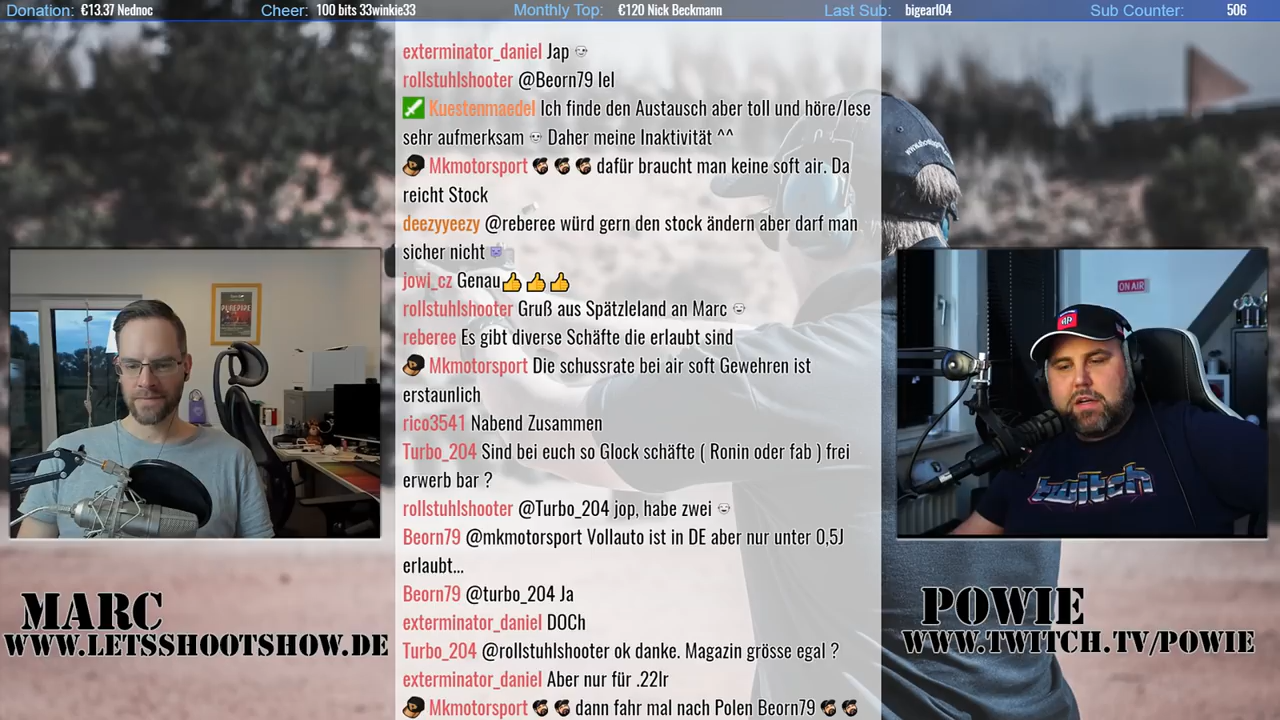 Donation: €13.37 Nednoc Cheer: 100 bits 33winkie33 Monthly Top: €120 Nick Beckmann Last Sub: bigearl04 Sub Counter: 506
exterminator_daniel Jap
rollstuhlshooter @Beorn79 lel
Kuestenmaedel Ich finde den Austausch aber toll und höre/lese
sehr aufmerksam Daher meine Inaktivität ^^
Mkmotorsport dafür braucht man keine soft air. Da
reicht Stock
deezyyeezy @reberee würd gern den stock ändern aber darf man
sicher nicht
jowi_cz Genau
rollstuhlshooter Gruß aus Spätzleland an Marc
reberee Es gibt diverse Schäfte die erlaubt sind
Mkmotorsport Die schussrate bei air soft Gewehren ist
erstaunlich
rico3541 Nabend Zusammen
Turbo_204 Sind bei euch so Glock schäfte ( Ronin oder fab ) frei
erwerb bar ?
rollstuhlshooter @Turbo_204 jop, habe zwei
Beorn79 @mkmotorsport Vollauto ist in DE aber nur unter 0,5J
erlaubt...
Beorn79 @turbo_204 Ja
exterminator_daniel DOCh
Turbo_204 @rollstuhlshooter ok danke. Magazin grösse egal ?
exterminator_daniel Aber nur für .22lr
Mkmotorsport dann fahr mal nach Polen Beorn79
ON AIR
twitch
MARC
WWW.LETSSHOOTSHOW.DE
POWIE
WWW.TWITCH.TV/POWIE